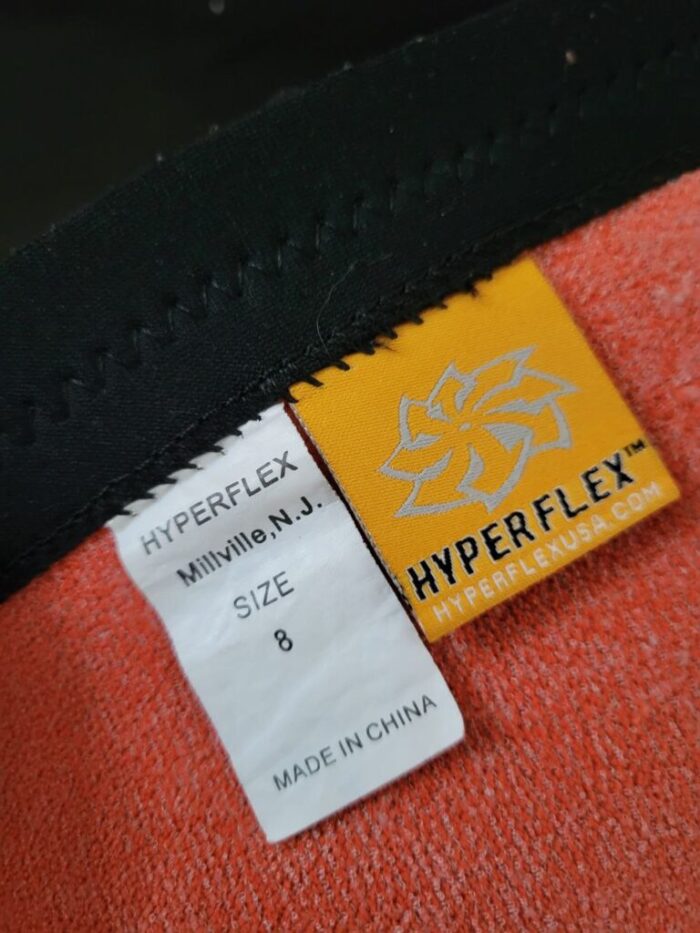 HYPERFLEX
Millville,N.J.
SIZE
8
MADE IN CHINA
HYPERFLEX™
HYPERFLEXUSA.COM